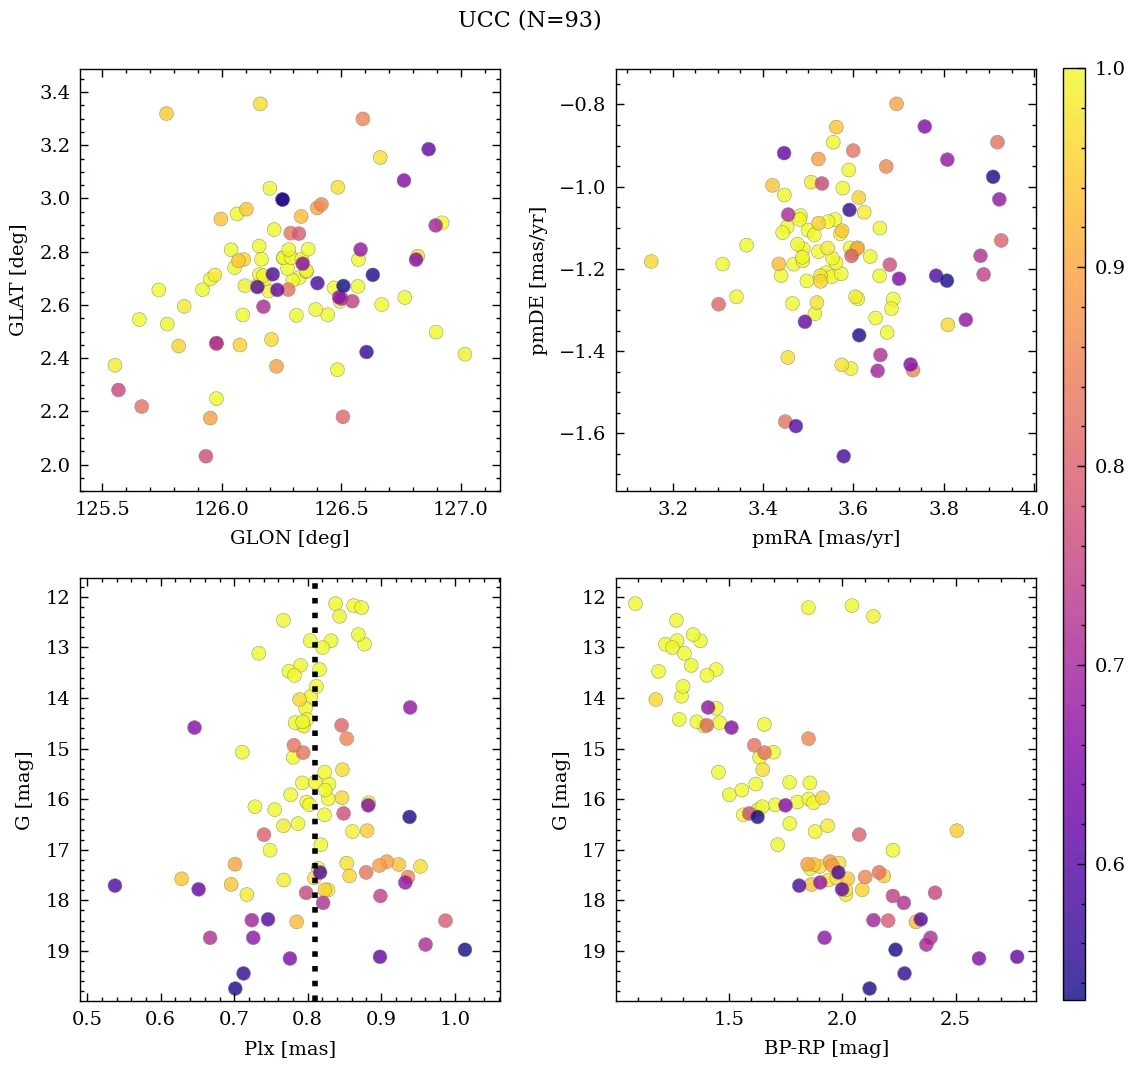 UCC (N=93)
3.4
3.2
3.0
2.8
2.6
2.4
2.2
2.0
GLAT [deg]
125.5 126.0 126.5 127.0
GLON [deg]
−0.8
−1.0
−1.2
−1.4
−1.6
pmDE [mas/yr]
3.2 3.4 3.6 3.8 4.0
pmRA [mas/yr]
12
13
14
15
16
17
18
19
G [mag]
0.5 0.6 0.7 0.8 0.9 1.0
Plx [mas]
12
13
14
15
16
17
18
19
G [mag]
1.5 2.0 2.5
BP-RP [mag]
1.0
0.9
0.8
0.7
0.6